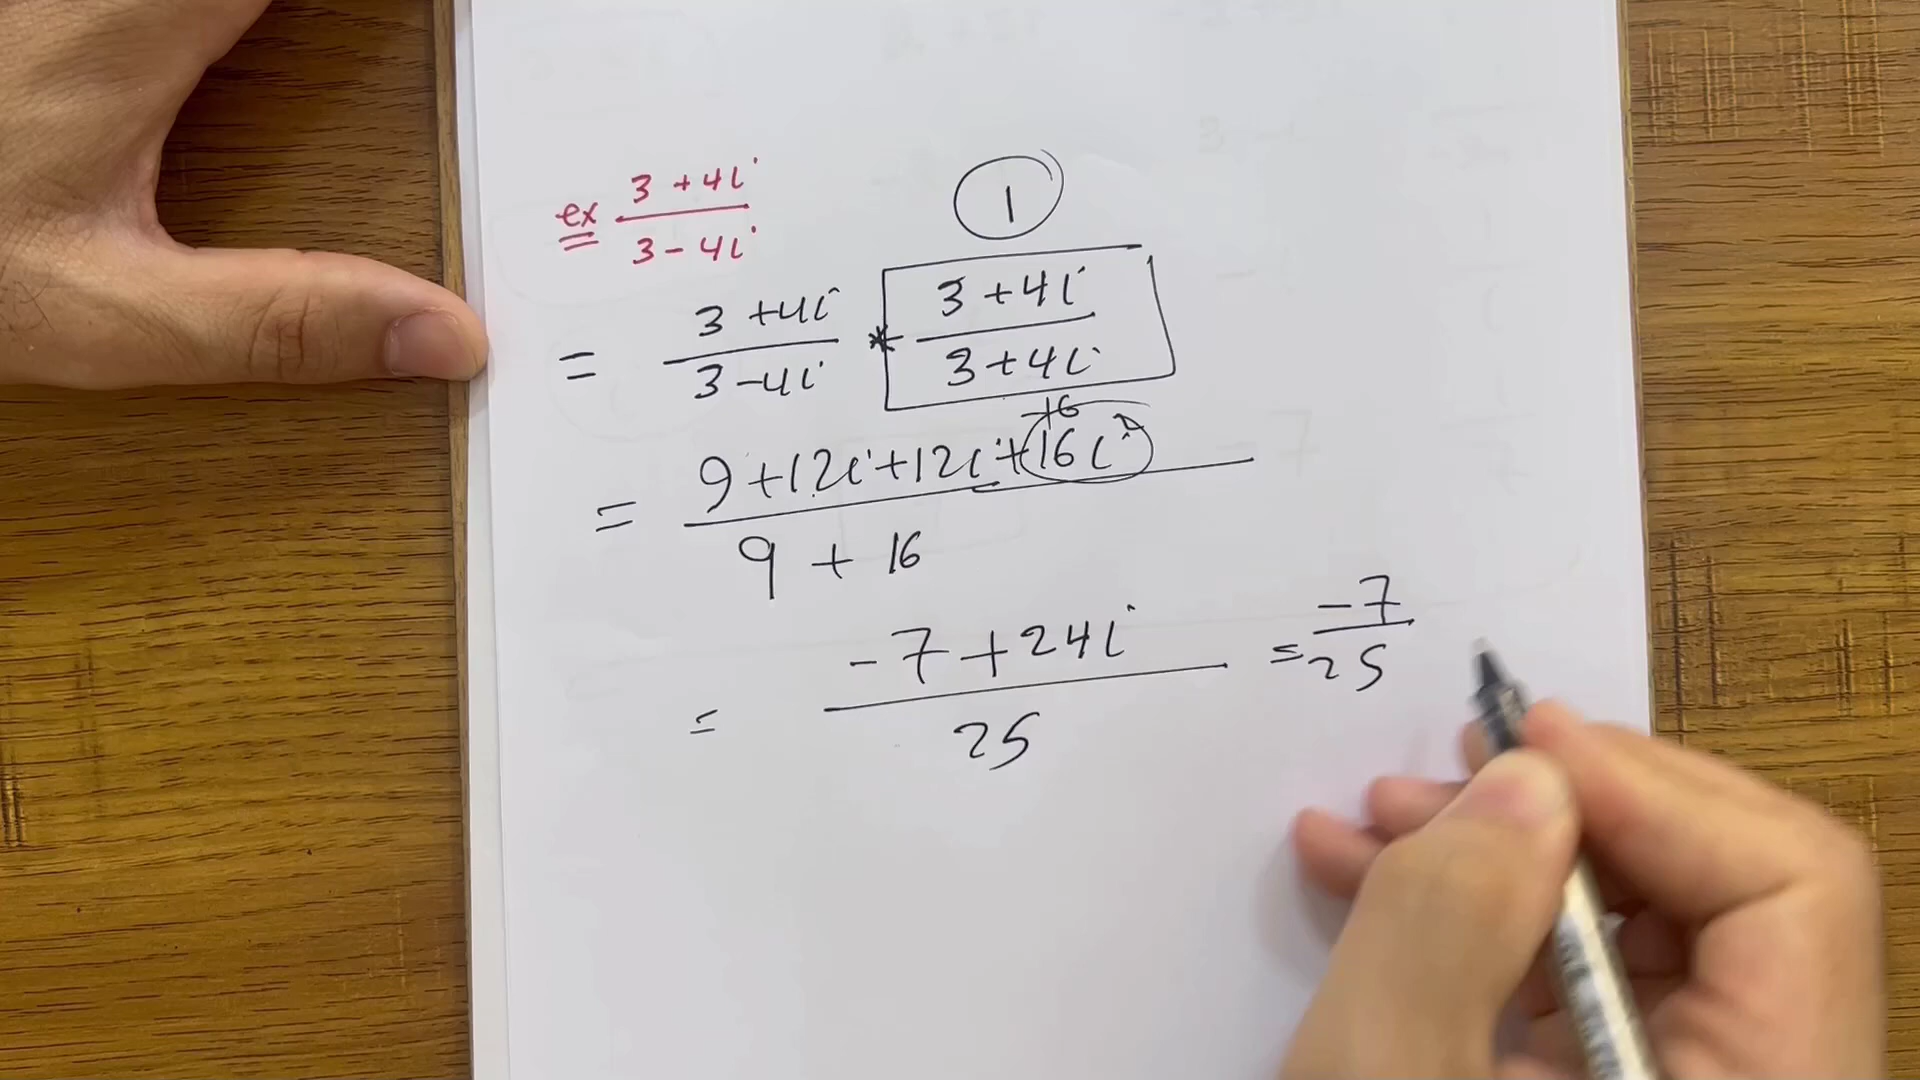 ex 3 + 4i / 3 - 4i
1
= 3 + 4i / 3 - 4i * 3 + 4i / 3 + 4i
-16
= 9 + 12i + 12i + 16i² / 9 + 16
= -7 + 24i / 25 = -7 / 25